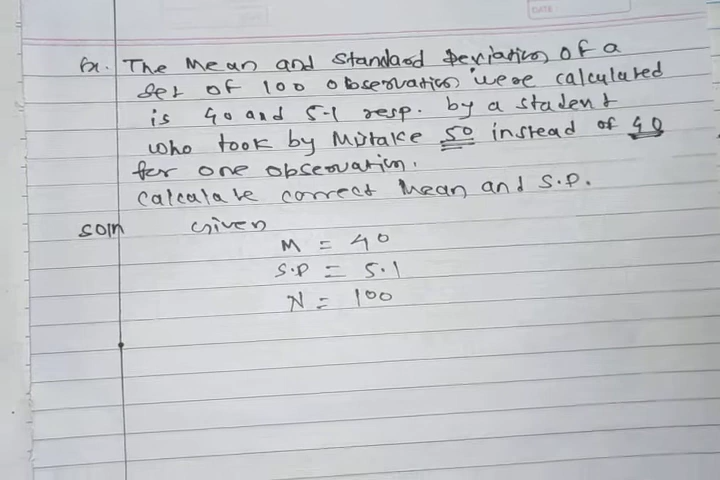 Ex. The Mean and standard Deviation of a
set of 100 observation were calculated
is 40 and 5.1 resp. by a student
who took by Mistake 50 instead of 40
for one observation.
calculate correct Mean and S.D.
soln Given
M = 40
S.D = 5.1
N = 100